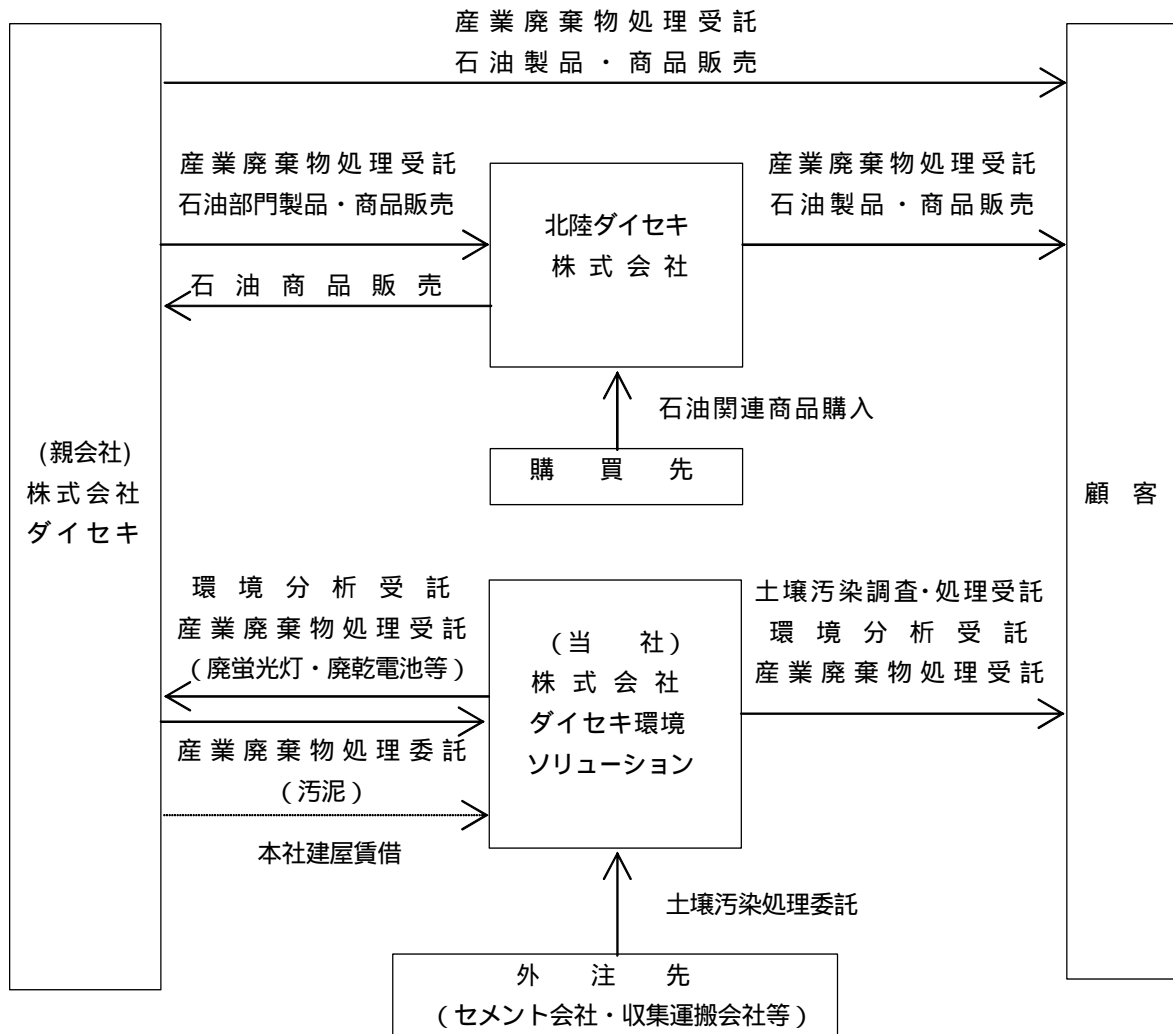 産業廃棄物処理受託
石油製品・商品販売
産業廃棄物処理受託
石油部門製品・商品販売
石油商品販売
北陸ダイセキ
株式会社
産業廃棄物処理受託
石油製品・商品販売
石油関連商品購入
購買先
(親会社)
株式会社
ダイセキ
顧客
環境分析受託
産業廃棄物処理受託
(廃蛍光灯・廃乾電池等)
産業廃棄物処理委託
(汚泥)
本社建屋賃借
(当社)
株式会社
ダイセキ環境
ソリューション
土壌汚染調査・処理受託
環境分析受託
産業廃棄物処理受託
土壌汚染処理委託
外注先
(セメント会社・収集運搬会社等)